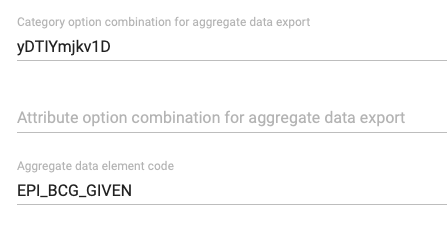 Category option combination for aggregate data export
yDTIYmjkv1D
Attribute option combination for aggregate data export
Aggregate data element code
EPI_BCG_GIVEN